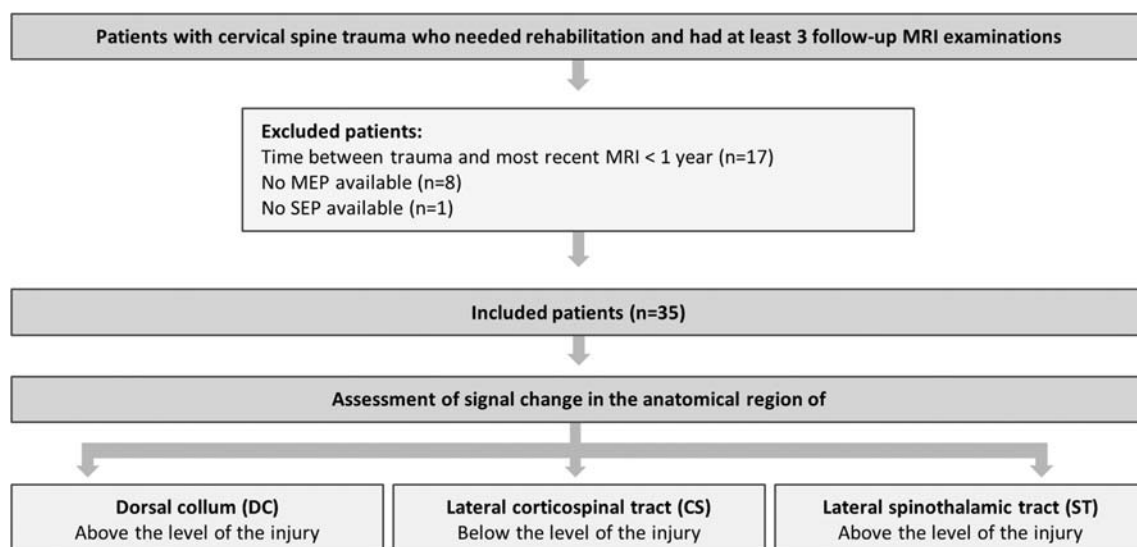 Patients with cervical spine trauma who needed rehabilitation and had at least 3 follow-up MRI examinations
Excluded patients:
Time between trauma and most recent MRI < 1 year (n=17)
No MEP available (n=8)
No SEP available (n=1)
Included patients (n=35)
Assessment of signal change in the anatomical region of
Dorsal collum (DC)
Above the level of the injury
Lateral corticospinal tract (CS)
Below the level of the injury
Lateral spinothalamic tract (ST)
Above the level of the injury